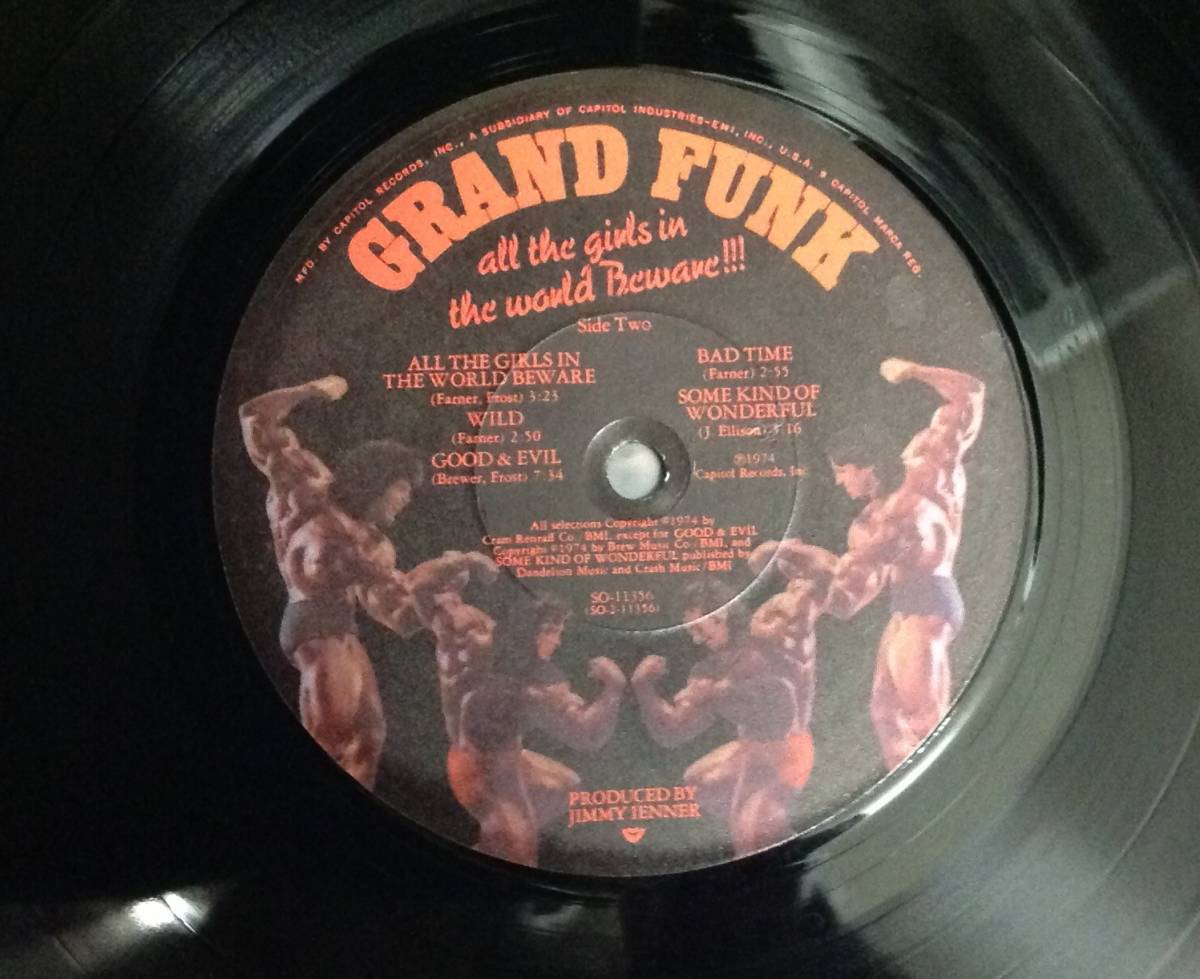 MFD. BY CAPITOL RECORDS, INC., A SUBSIDIARY OF CAPITOL INDUSTRIES-EMI, INC., U.S.A. • CAPITOL MARCA REG.
GRAND FUNK
all the girls in
the world Beware!!!
Side Two
ALL THE GIRLS IN
THE WORLD BEWARE
(Farner, Frost) 3:23
WILD
(Farner) 2:50
GOOD & EVIL
(Brewer, Frost) 7:34
BAD TIME
(Farner) 2:55
SOME KIND OF
WONDERFUL
(J. Ellison) 3:16
℗1974
Capitol Records, Inc.
All selections Copyright ©1974 by
Cram Renraff Co. BMI, except for GOOD & EVIL
Copyright ©1974 by Brew Music Co. BMI, and
SOME KIND OF WONDERFUL published by
Dandelion Music and Crash Music/BMI
SO-11356
(SO-2-11356)
PRODUCED BY
JIMMY IENNER